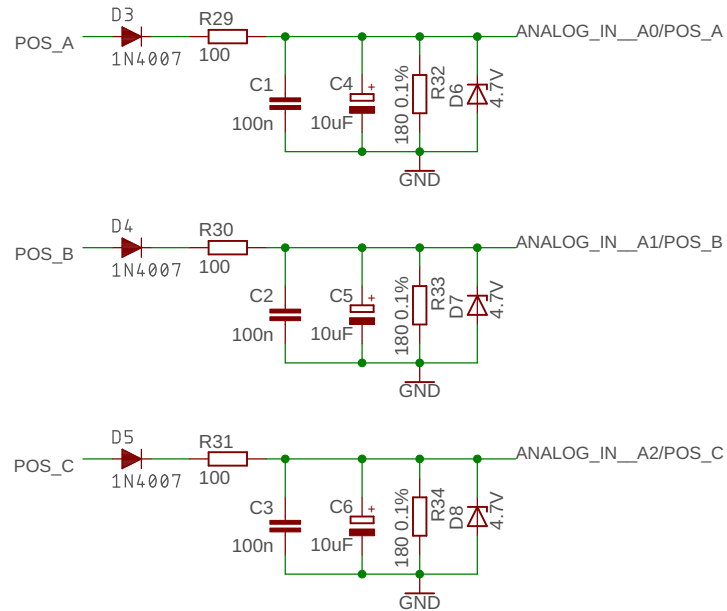 D3
R29
POS_A
1N4007
100
ANALOG_IN__A0/POS_A
C1
100n
C4
+
10uF
180 0.1%
R32
D6
4.7V
GND
D4
R30
POS_B
1N4007
100
ANALOG_IN__A1/POS_B
C2
100n
C5
+
10uF
180 0.1%
R33
D7
4.7V
GND
D5
R31
POS_C
1N4007
100
ANALOG_IN__A2/POS_C
C3
100n
C6
+
10uF
180 0.1%
R34
D8
4.7V
GND